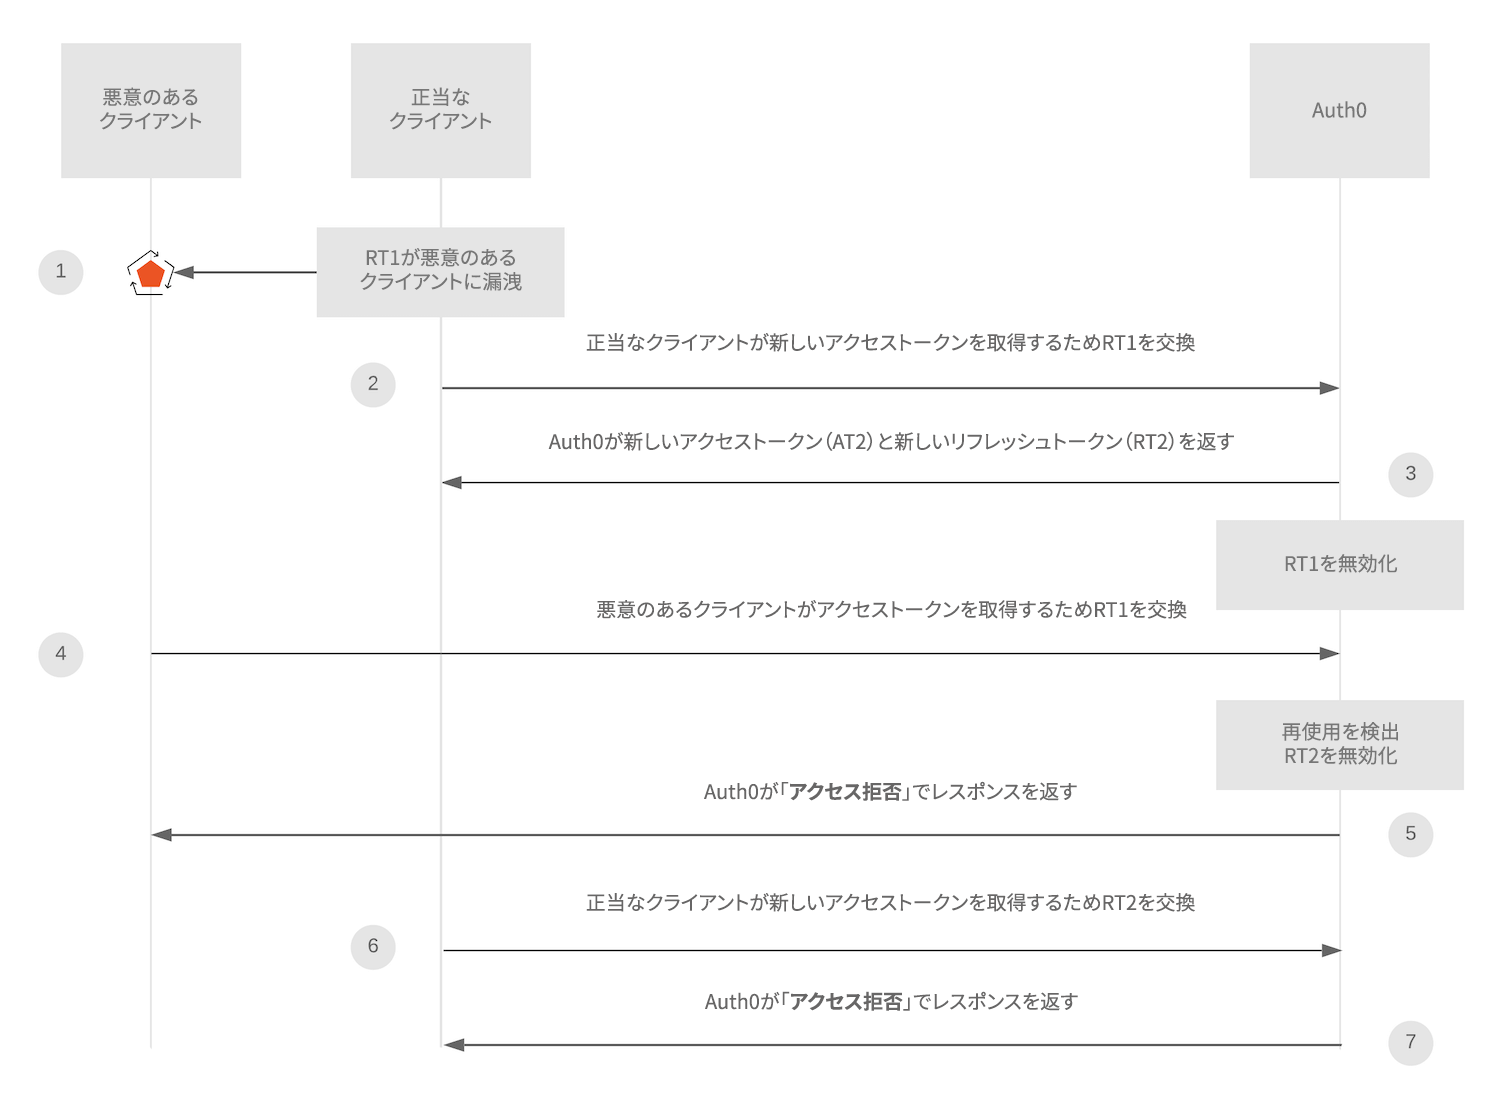 悪意のある
クライアント
正当な
クライアント
Auth0
1
RT1が悪意のある
クライアントに漏洩
正当なクライアントが新しいアクセストークンを取得するためRT1を交換
2
Auth0が新しいアクセストークン（AT2）と新しいリフレッシュトークン（RT2）を返す
3
RT1を無効化
悪意のあるクライアントがアクセストークンを取得するためRT1を交換
4
再使用を検出
RT2を無効化
Auth0が「アクセス拒否」でレスポンスを返す
5
正当なクライアントが新しいアクセストークンを取得するためRT2を交換
6
Auth0が「アクセス拒否」でレスポンスを返す
7